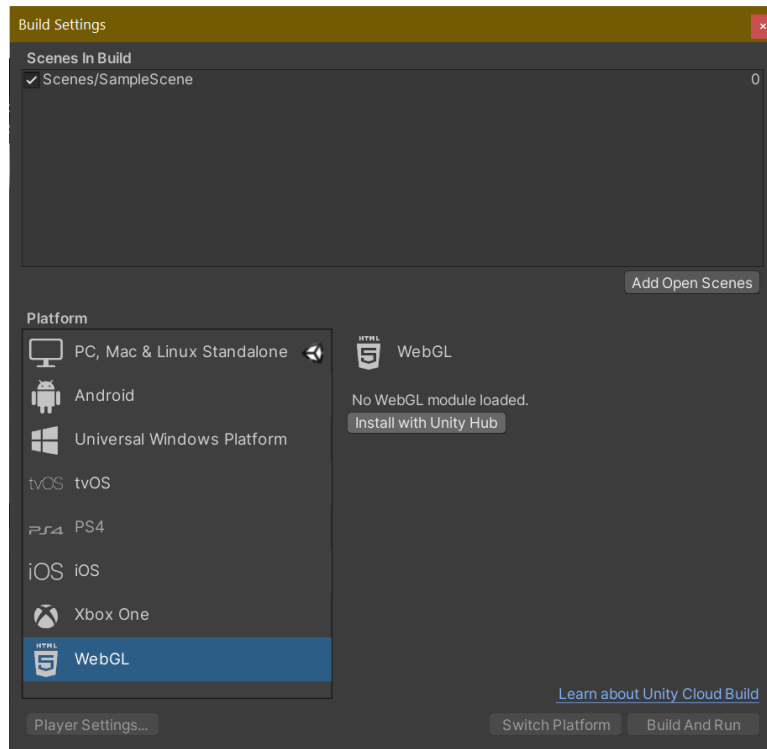 Build Settings
×
Scenes In Build
Scenes/SampleScene 0
Add Open Scenes
Platform
PC, Mac & Linux Standalone
Android
Universal Windows Platform
tvOS tvOS
PS4 PS4
iOS iOS
Xbox One
HTML
5
WebGL
HTML
5
WebGL
No WebGL module loaded.
Install with Unity Hub
Learn about Unity Cloud Build
Player Settings...
Switch Platform
Build And Run